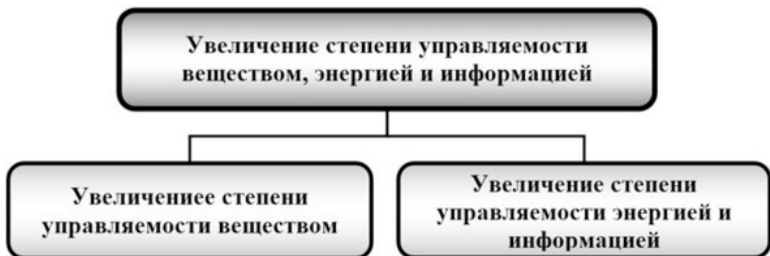 Увеличение степени управляемости
веществом, энергией и информацией
Увеличениее степени
управляемости веществом
Увеличение степени
управляемости энергией и
информацией